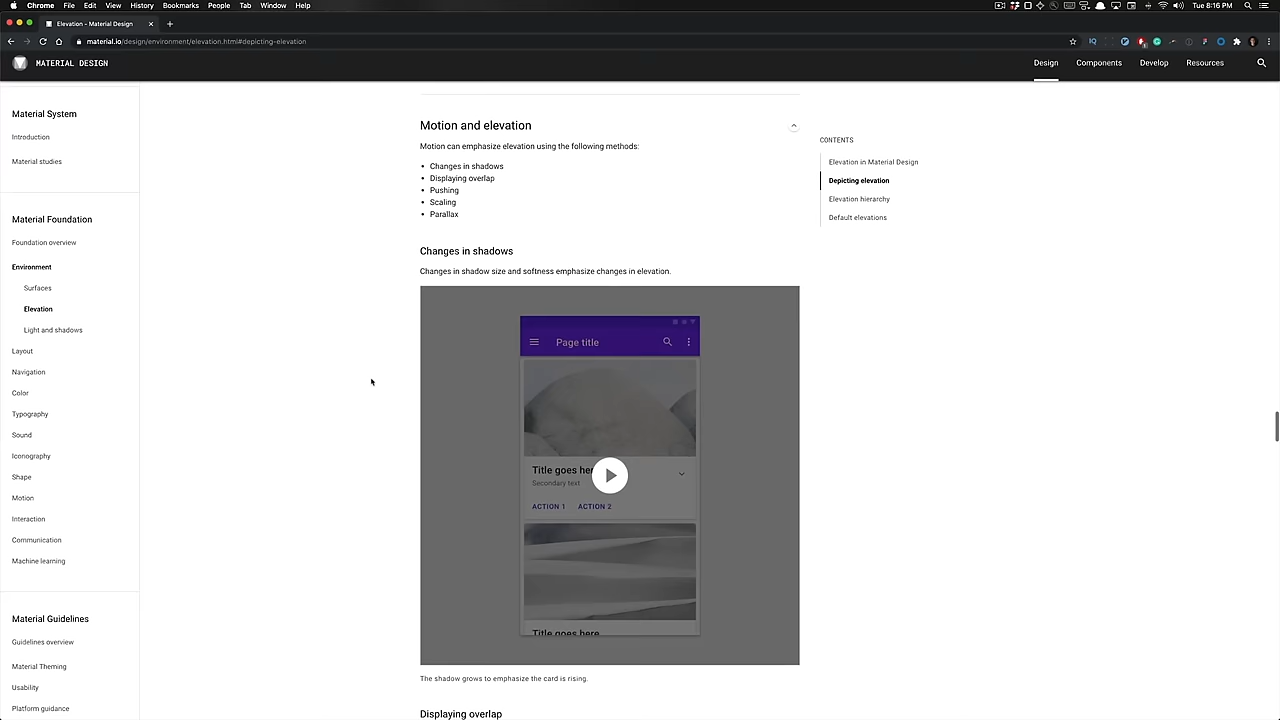 Chrome File Edit View History Bookmarks People Tab Window Help
Tue 8:16 PM
Elevation - Material Design
material.io/design/environment/elevation.html#depicting-elevation
MATERIAL DESIGN
Design Components Develop Resources
Material System
Introduction
Material studies
Material Foundation
Foundation overview
Environment
Surfaces
Elevation
Light and shadows
Layout
Navigation
Color
Typography
Sound
Iconography
Shape
Motion
Interaction
Communication
Machine learning
Material Guidelines
Guidelines overview
Material Theming
Usability
Platform guidance
Motion and elevation
Motion can emphasize elevation using the following methods:
• Changes in shadows
• Displaying overlap
• Pushing
• Scaling
• Parallax
Changes in shadows
Changes in shadow size and softness emphasize changes in elevation.
Page title
Title goes here
Secondary text
ACTION 1 ACTION 2
Title goes here
The shadow grows to emphasize the card is rising.
Displaying overlap
CONTENTS
Elevation in Material Design
Depicting elevation
Elevation hierarchy
Default elevations